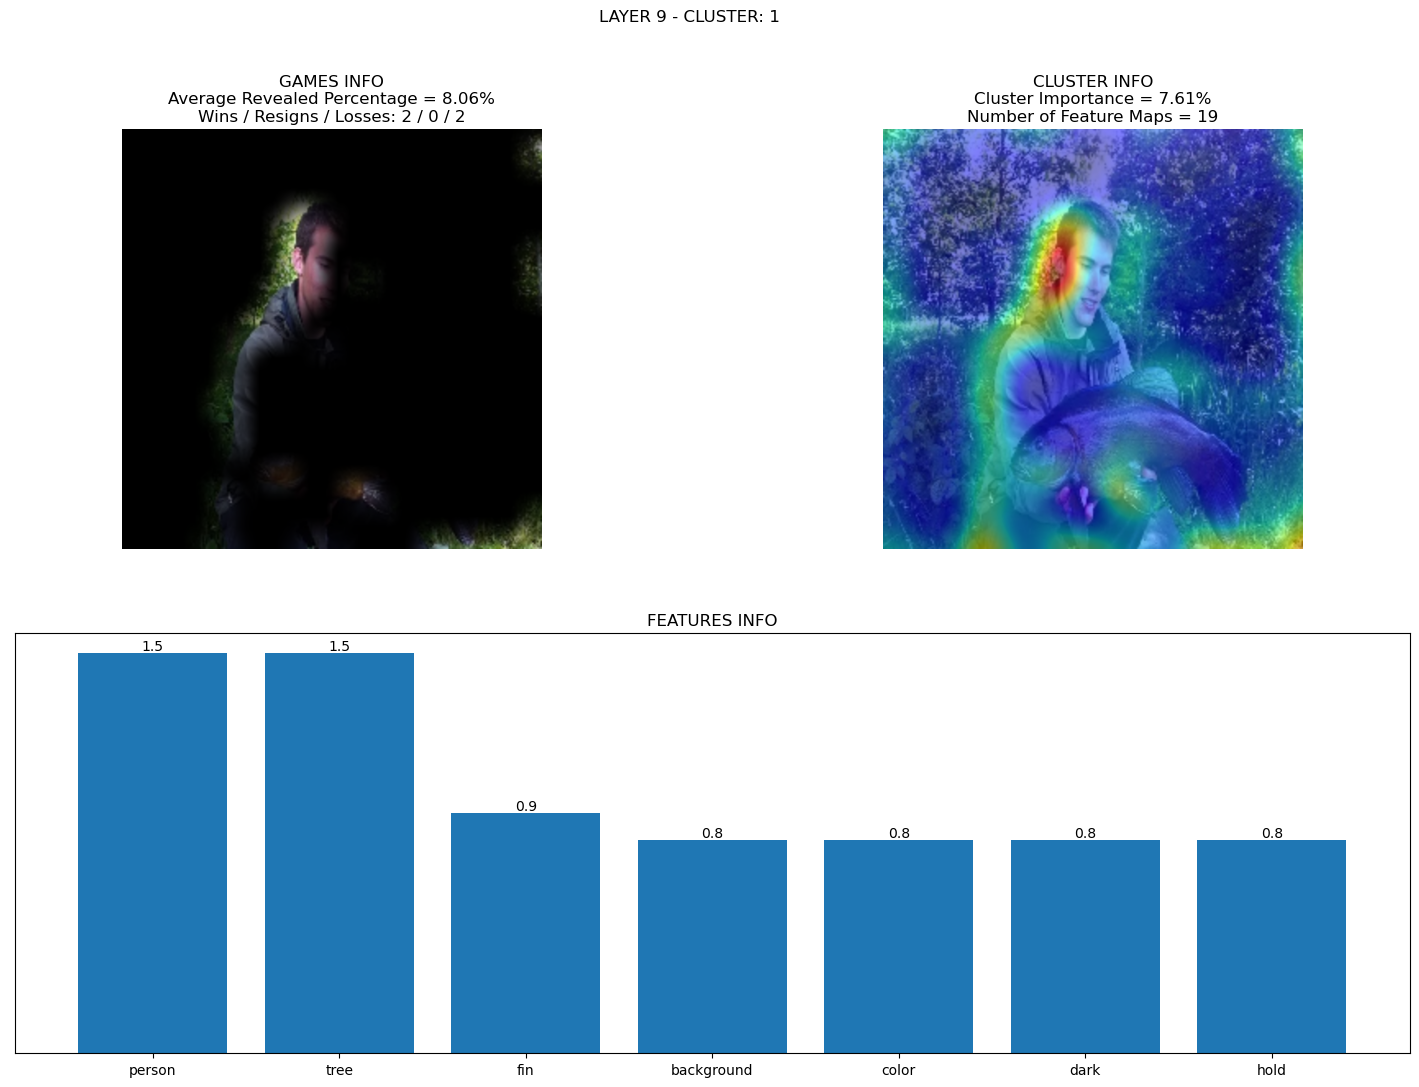 LAYER 9 - CLUSTER: 1
GAMES INFO
Average Revealed Percentage = 8.06%
Wins / Resigns / Losses: 2 / 0 / 2
CLUSTER INFO
Cluster Importance = 7.61%
Number of Feature Maps = 19
FEATURES INFO
1.5 1.5 0.9 0.8 0.8 0.8 0.8
person tree fin background color dark hold